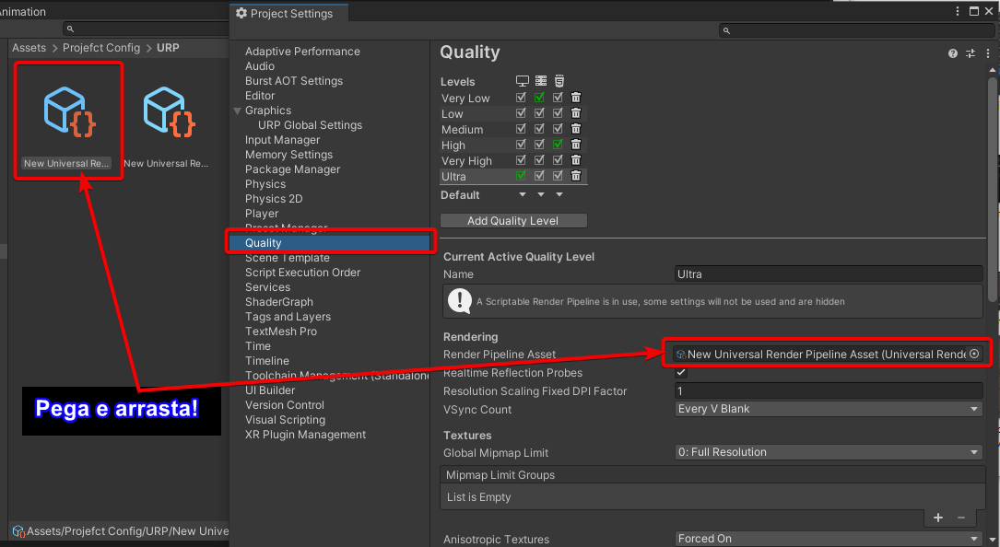 Animation
Assets > Projefct Config > URP
New Universal Re...
New Universal Re...
Pega e arrasta!
Assets/Projefct Config/URP/New Unive
Project Settings
Adaptive Performance
Audio
Burst AOT Settings
Editor
Graphics
URP Global Settings
Input Manager
Memory Settings
Package Manager
Physics
Physics 2D
Player
Preset Manager
Quality
Scene Template
Script Execution Order
Services
ShaderGraph
Tags and Layers
TextMesh Pro
Time
Timeline
Toolchain Management (Standalone
UI Builder
Version Control
Visual Scripting
XR Plugin Management
Quality
Levels
Very Low
Low
Medium
High
Very High
Ultra
Default
Add Quality Level
Current Active Quality Level
Name Ultra
A Scriptable Render Pipeline is in use, some settings will not be used and are hidden
Rendering
Render Pipeline Asset New Universal Render Pipeline Asset (Universal Rende
Realtime Reflection Probes
Resolution Scaling Fixed DPI Factor 1
VSync Count Every V Blank
Textures
Global Mipmap Limit 0: Full Resolution
Mipmap Limit Groups
List is Empty
+ −
Anisotropic Textures Forced On